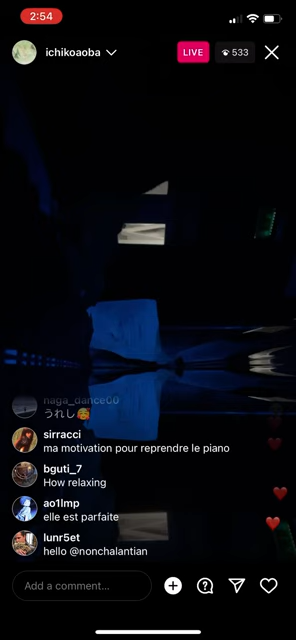 2:54
ichikoaoba
LIVE
533
naga_dance00
うれし🥰
sirracci
ma motivation pour reprendre le piano
bguti_7
How relaxing
ao1lmp
elle est parfaite
lunr5et
hello @nonchalantian
Add a comment...